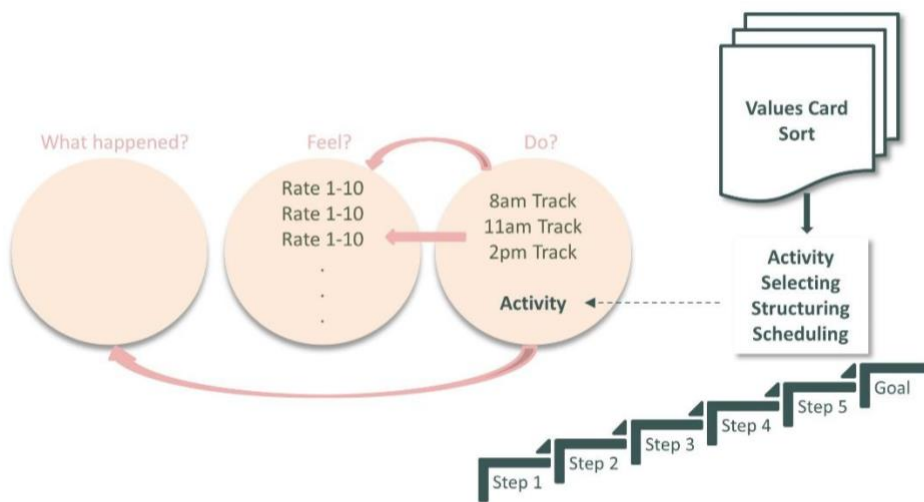 What happened?
Feel?
Do?
Rate 1-10
Rate 1-10
Rate 1-10
.
.
.
8am Track
11am Track
2pm Track
Activity
Values Card
Sort
Activity
Selecting
Structuring
Scheduling
Step 1
Step 2
Step 3
Step 4
Step 5
Goal